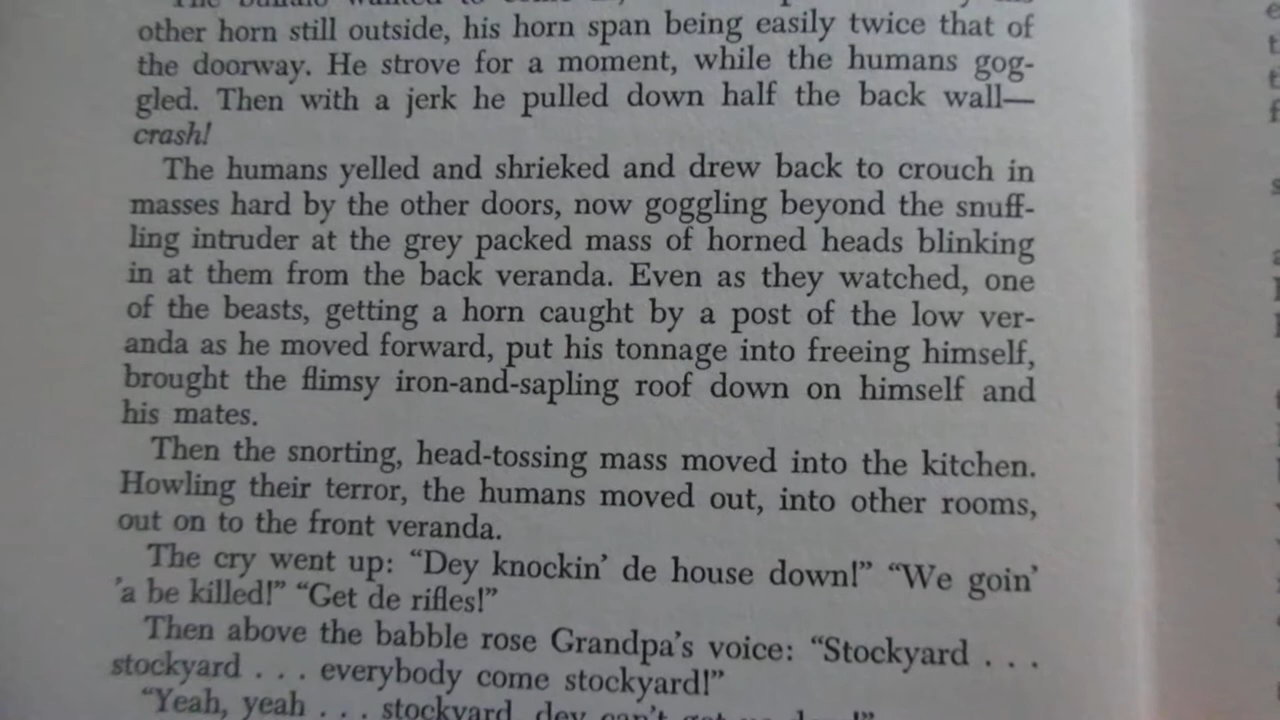 The buffalo wanted to come in,
other horn still outside, his horn span being easily twice that of
the doorway. He strove for a moment, while the humans gog-
gled. Then with a jerk he pulled down half the back wall—
crash!
The humans yelled and shrieked and drew back to crouch in
masses hard by the other doors, now goggling beyond the snuff-
ling intruder at the grey packed mass of horned heads blinking
in at them from the back veranda. Even as they watched, one
of the beasts, getting a horn caught by a post of the low ver-
anda as he moved forward, put his tonnage into freeing himself,
brought the flimsy iron-and-sapling roof down on himself and
his mates.
Then the snorting, head-tossing mass moved into the kitchen.
Howling their terror, the humans moved out, into other rooms,
out on to the front veranda.
The cry went up: “Dey knockin’ de house down!” “We goin’
’a be killed!” “Get de rifles!”
Then above the babble rose Grandpa’s voice: “Stockyard . . .
stockyard . . . everybody come stockyard!”
“Yeah, yeah . . . stockyard, dey can’t get